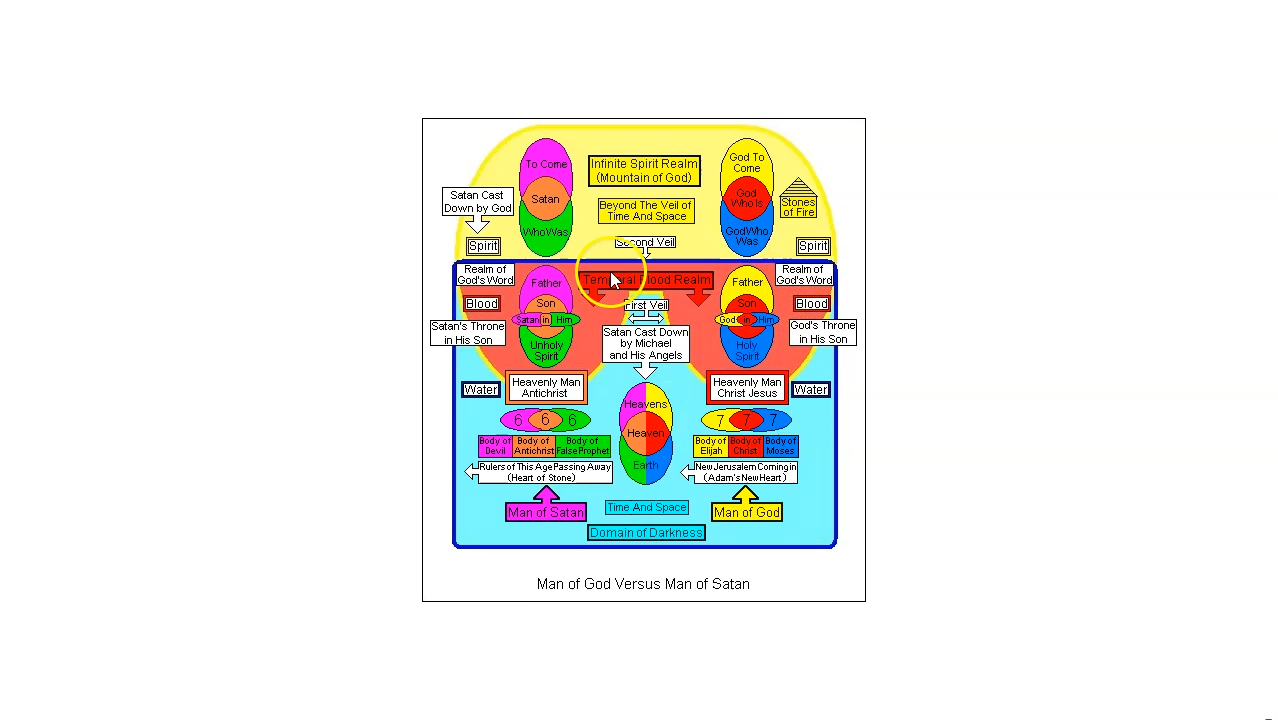 To Come
Satan
WhoWas
Infinite Spirit Realm
(Mountain of God)
Beyond The Veil of
Time And Space
Second Veil
God To
Come
God
Who Is
GodWho
Was
Stones
of Fire
Satan Cast
Down by God
Spirit
Spirit
Realm of
God's Word
Blood
Satan's Throne
in His Son
Father
Son
Satan in Him
Unholy
Spirit
Temporal Blood Realm
First Veil
Satan Cast Down
by Michael
and His Angels
Father
Son
God in Him
Holy
Spirit
Realm of
God's Word
Blood
God's Throne
in His Son
Water
Heavenly Man
Antichrist
Heavenly Man
Christ Jesus
Water
6 6 6
Body of
Devil
Body of
Antichrist
Body of
FalseProphet
Rulers of This Age Passing Away
(Heart of Stone)
Man of Satan
Heavens
Heaven
Earth
7 7 7
Body of
Elijah
Body of
Christ
Body of
Moses
New Jerusalem Coming in
(Adam's New Heart)
Man of God
Time And Space
Domain of Darkness
Man of God Versus Man of Satan